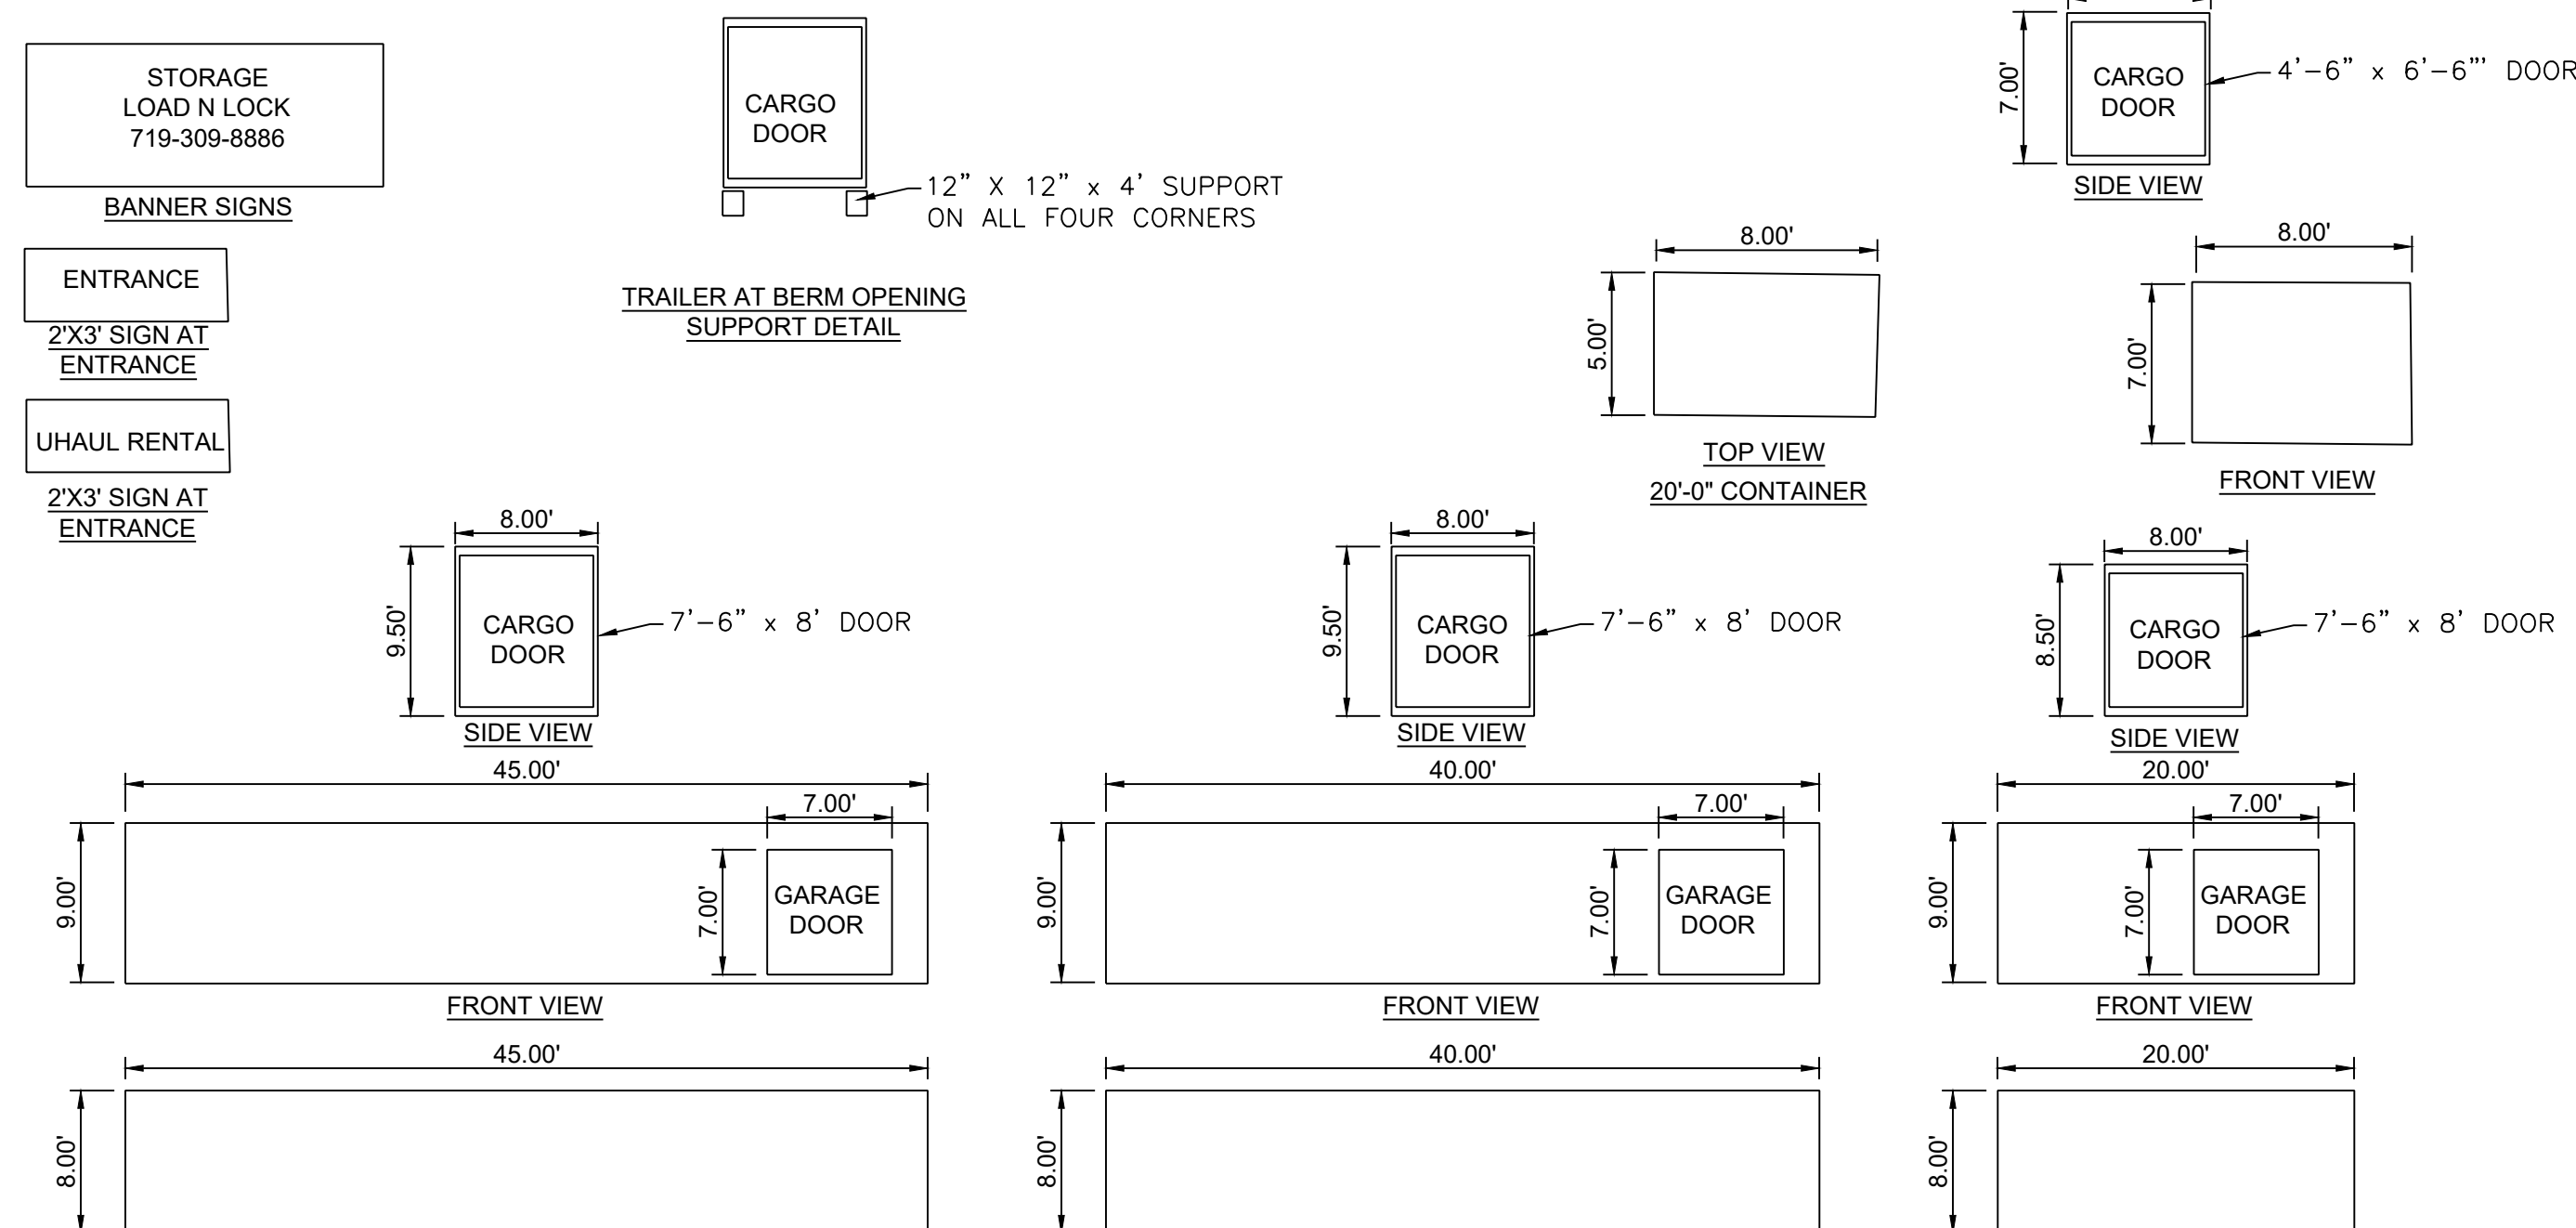 STORAGE
LOAD N LOCK
719-309-8886
BANNER SIGNS
ENTRANCE
2'X3' SIGN AT
ENTRANCE
UHAUL RENTAL
2'X3' SIGN AT
ENTRANCE
CARGO
DOOR
12” X 12” x 4’ SUPPORT
ON ALL FOUR CORNERS
TRAILER AT BERM OPENING
SUPPORT DETAIL
7.00'
CARGO
DOOR
4’-6” x 6’-6”’ DOOR
SIDE VIEW
8.00'
5.00'
TOP VIEW
20'-0" CONTAINER
8.00'
7.00'
FRONT VIEW
8.00'
9.50'
CARGO
DOOR
7’-6” x 8’ DOOR
SIDE VIEW
8.00'
9.50'
CARGO
DOOR
7’-6” x 8’ DOOR
SIDE VIEW
8.00'
8.50'
CARGO
DOOR
7’-6” x 8’ DOOR
SIDE VIEW
45.00'
7.00'
9.00'
7.00'
GARAGE
DOOR
FRONT VIEW
40.00'
7.00'
9.00'
7.00'
GARAGE
DOOR
FRONT VIEW
20.00'
7.00'
9.00'
7.00'
GARAGE
DOOR
FRONT VIEW
45.00'
8.00'
40.00'
8.00'
20.00'
8.00'